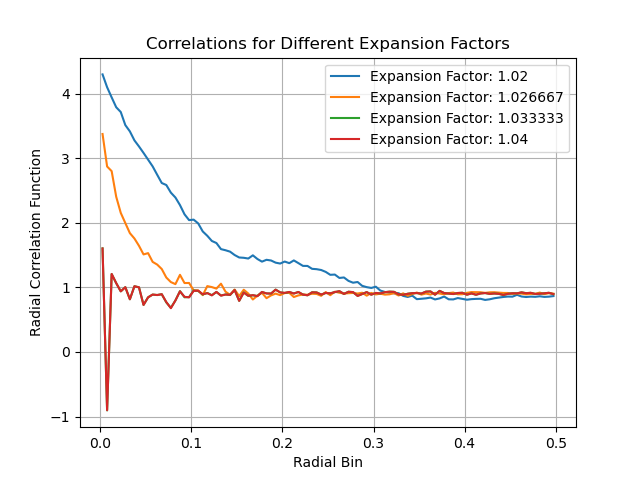 Correlations for Different Expansion Factors
Expansion Factor: 1.02
Expansion Factor: 1.026667
Expansion Factor: 1.033333
Expansion Factor: 1.04
Radial Correlation Function
4
3
2
1
0
−1
0.0 0.1 0.2 0.3 0.4 0.5
Radial Bin